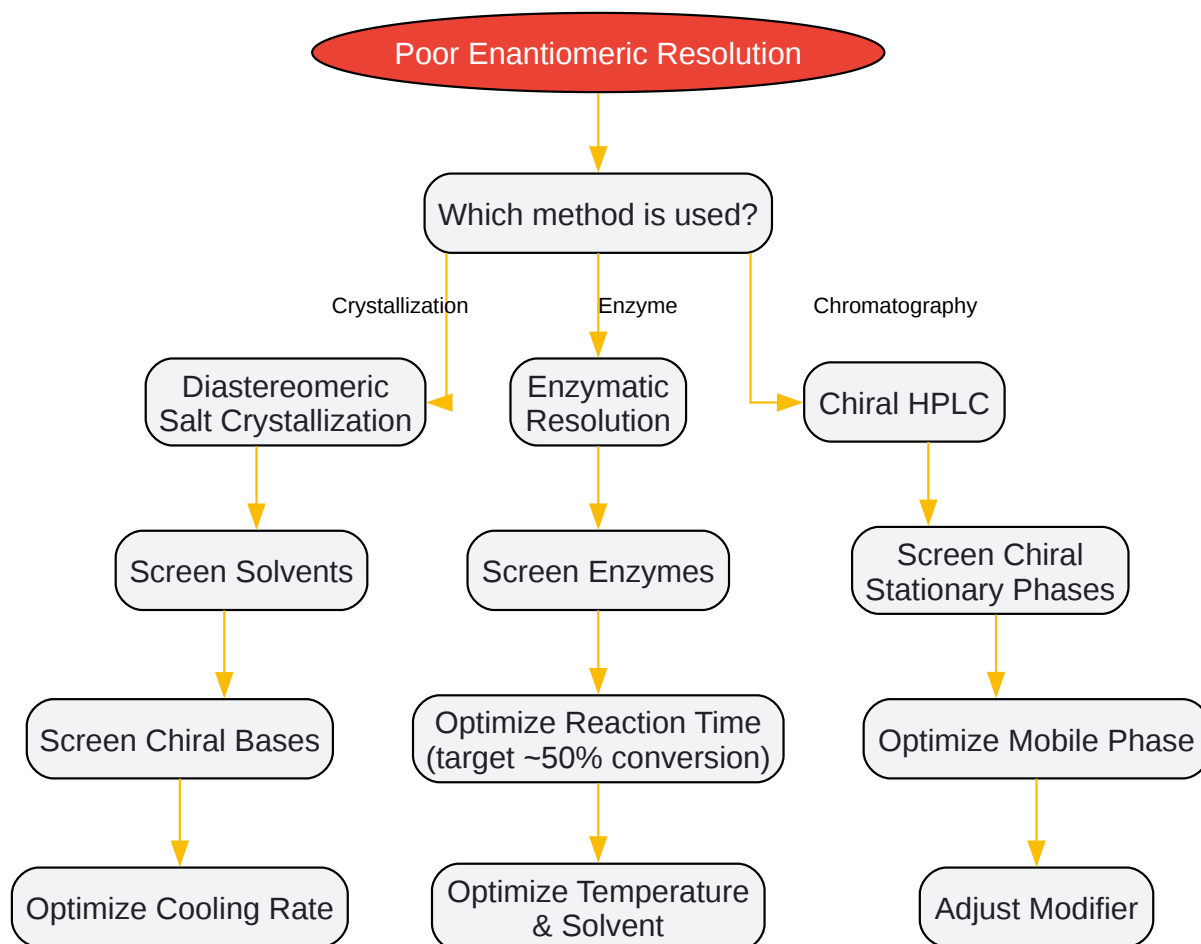 Poor Enantiomeric Resolution
Which method is used?
Crystallization
Enzyme
Chromatography
Diastereomeric
Salt Crystallization
Enzymatic
Resolution
Chiral HPLC
Screen Solvents
Screen Enzymes
Screen Chiral
Stationary Phases
Screen Chiral Bases
Optimize Reaction Time
(target ~50% conversion)
Optimize Mobile Phase
Optimize Cooling Rate
Optimize Temperature
& Solvent
Adjust Modifier